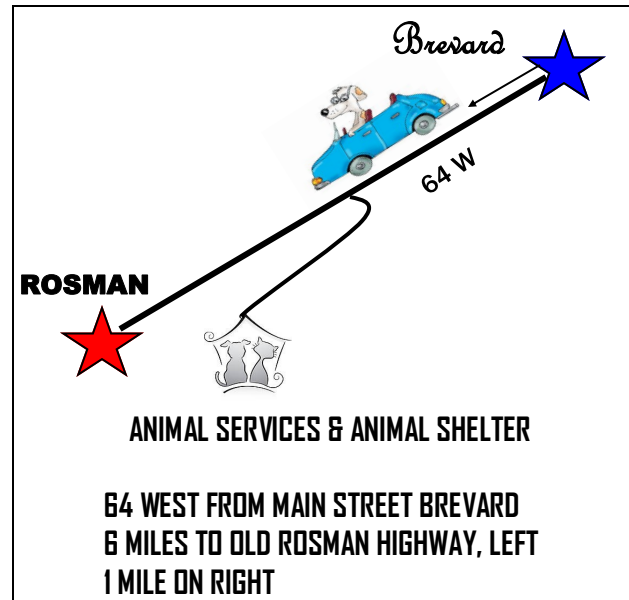 Brevard
64 W
ROSMAN
ANIMAL SERVICES & ANIMAL SHELTER
64 WEST FROM MAIN STREET BREVARD
6 MILES TO OLD ROSMAN HIGHWAY, LEFT
1 MILE ON RIGHT